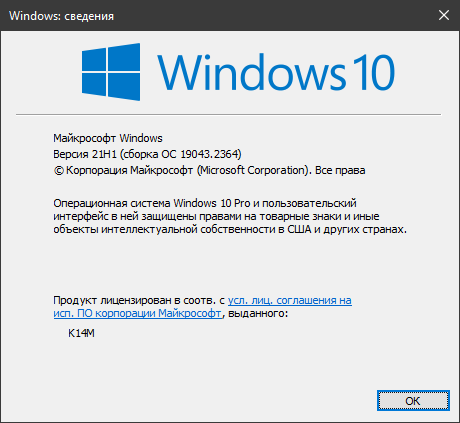 Windows: сведения
Windows 10
Майкрософт Windows
Версия 21H1 (сборка ОС 19043.2364)
© Корпорация Майкрософт (Microsoft Corporation). Все права
Операционная система Windows 10 Pro и пользовательский
интерфейс в ней защищены правами на товарные знаки и иные
объекты интеллектуальной собственности в США и других странах.
Продукт лицензирован в соотв. с усл. лиц. соглашения на
исп. ПО корпорации Майкрософт, выданного:
K14M
OK